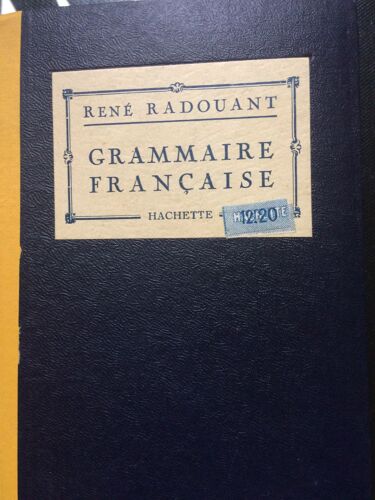 RENÉ RADOUANT
GRAMMAIRE
FRANÇAISE
HACHETTE
12.20